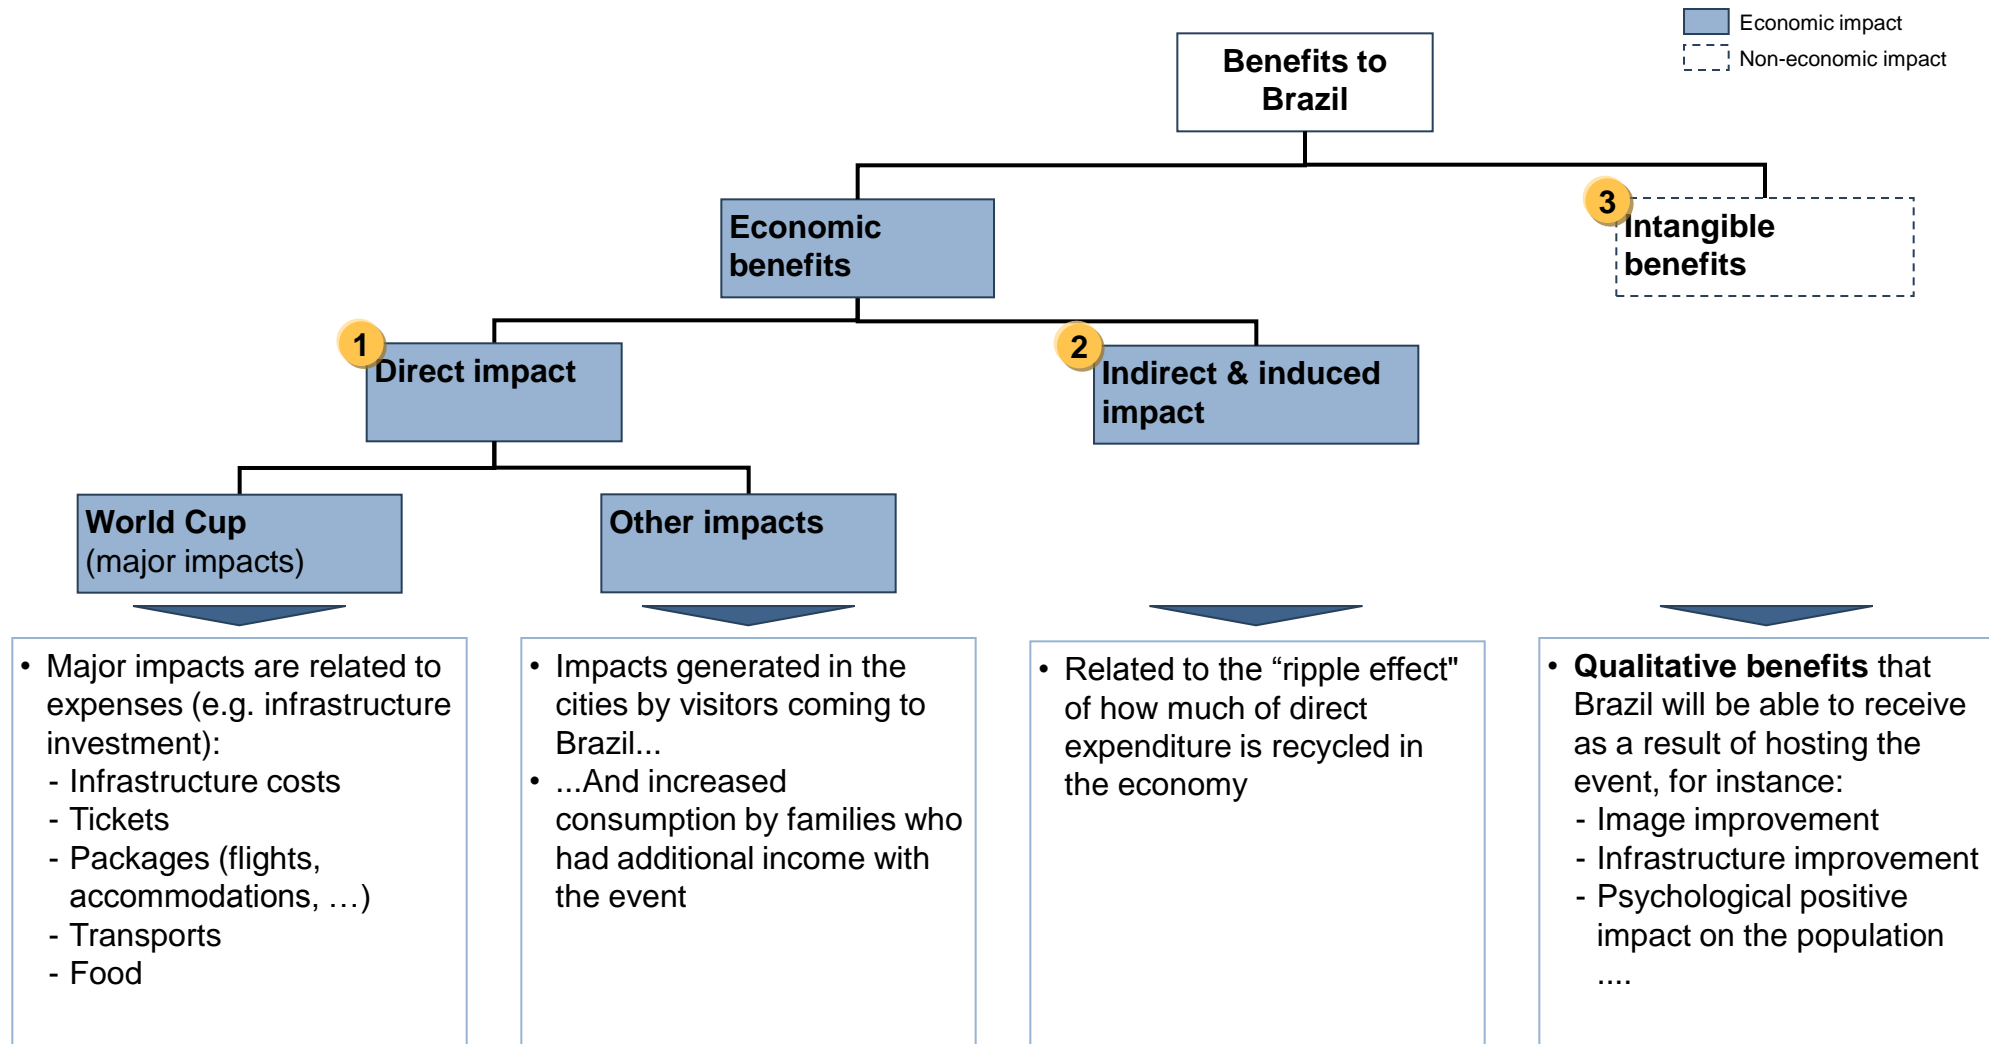 Economic impact
Non-economic impact
Benefits to
Brazil
3
Economic
benefits
Intangible
benefits
1
Direct impact
2
Indirect & induced
impact
World Cup
(major impacts)
Other impacts
• Major impacts are related to
expenses (e.g. infrastructure
investment):
- Infrastructure costs
- Tickets
- Packages (flights,
accommodations, …)
- Transports
- Food
• Impacts generated in the
cities by visitors coming to
Brazil...
• ...And increased
consumption by families who
had additional income with
the event
• Related to the “ripple effect"
of how much of direct
expenditure is recycled in
the economy
• Qualitative benefits that
Brazil will be able to receive
as a result of hosting the
event, for instance:
- Image improvement
- Infrastructure improvement
- Psychological positive
impact on the population
....